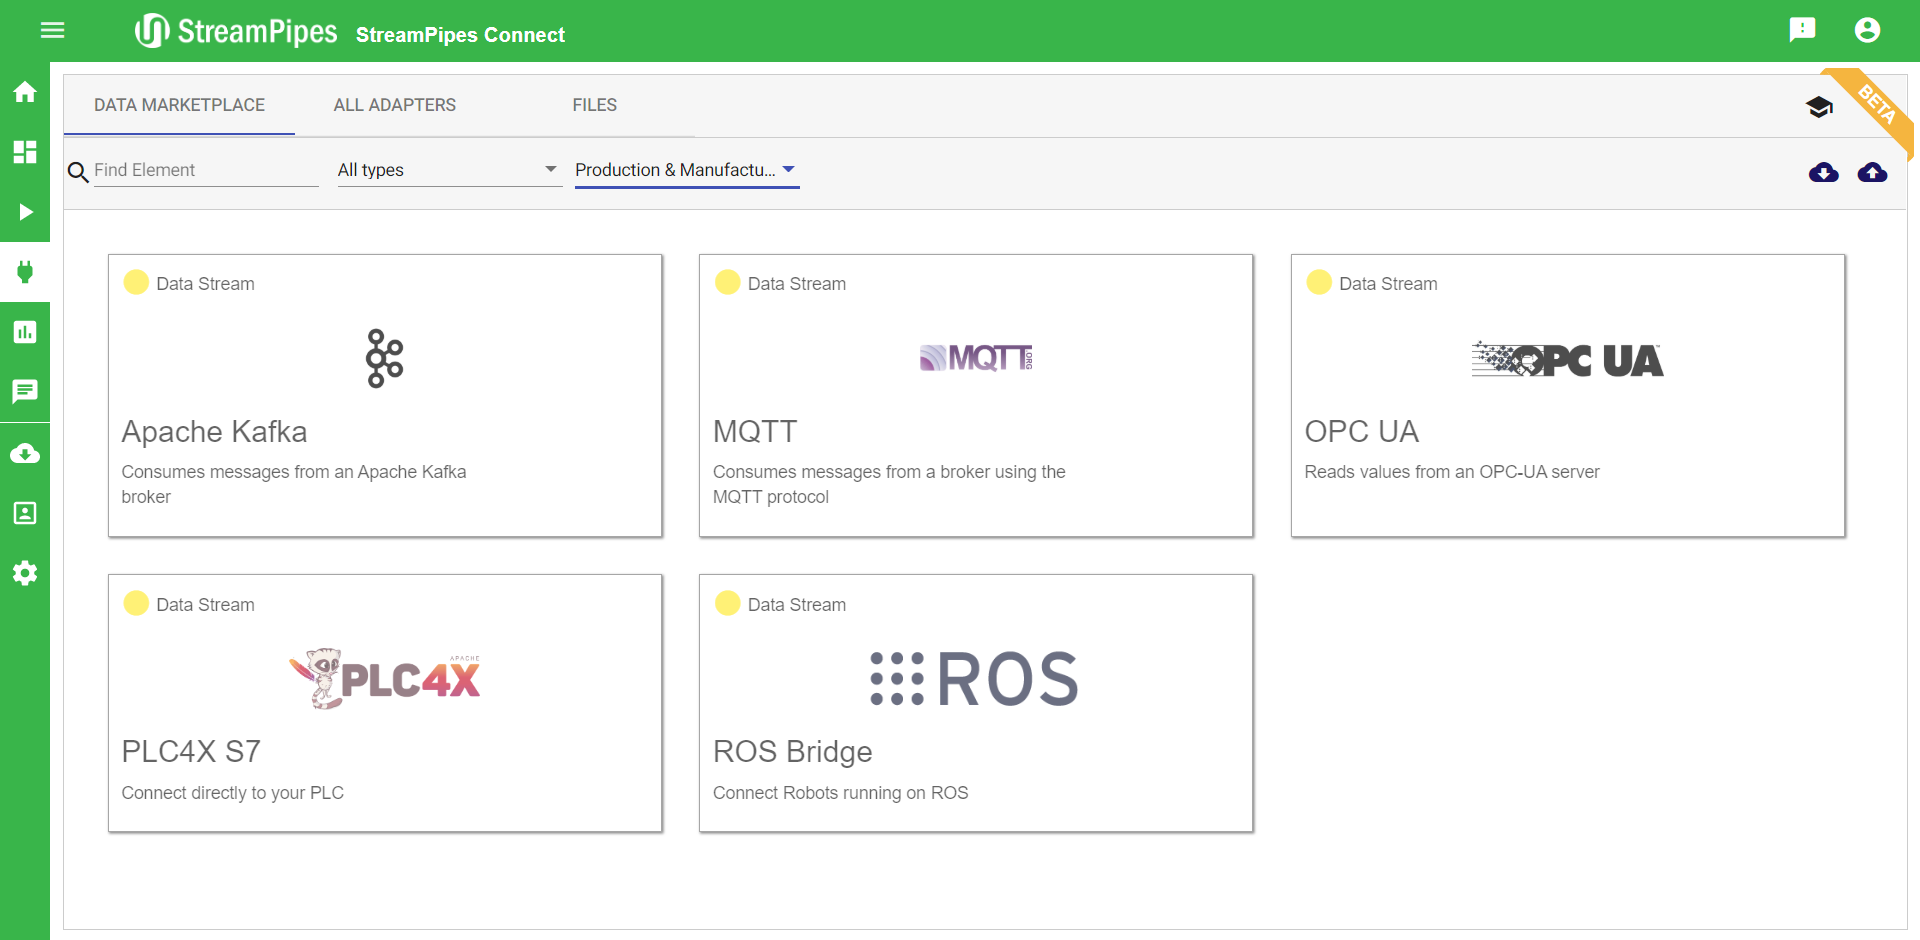 StreamPipes StreamPipes Connect
DATA MARKETPLACE ALL ADAPTERS FILES
BETA
Find Element All types Production & Manufactu...
Data Stream
Apache Kafka
Consumes messages from an Apache Kafka
broker
Data Stream
MQTT.ORG
MQTT
Consumes messages from a broker using the
MQTT protocol
Data Stream
OPC UA™
OPC UA
Reads values from an OPC-UA server
Data Stream
APACHE
PLC4X
PLC4X S7
Connect directly to your PLC
Data Stream
ROS
ROS Bridge
Connect Robots running on ROS